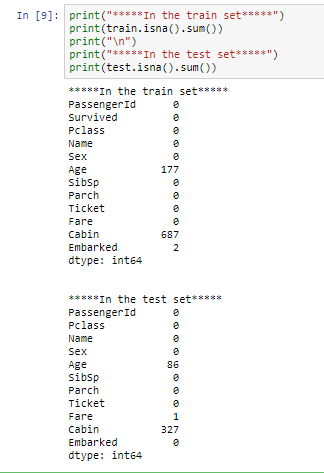 In [9]: print("*****In the train set*****")
print(train.isna().sum())
print("\n")
print("*****In the test set*****")
print(test.isna().sum())
*****In the train set*****
PassengerId 0
Survived 0
Pclass 0
Name 0
Sex 0
Age 177
SibSp 0
Parch 0
Ticket 0
Fare 0
Cabin 687
Embarked 2
dtype: int64
*****In the test set*****
PassengerId 0
Pclass 0
Name 0
Sex 0
Age 86
SibSp 0
Parch 0
Ticket 0
Fare 1
Cabin 327
Embarked 0
dtype: int64